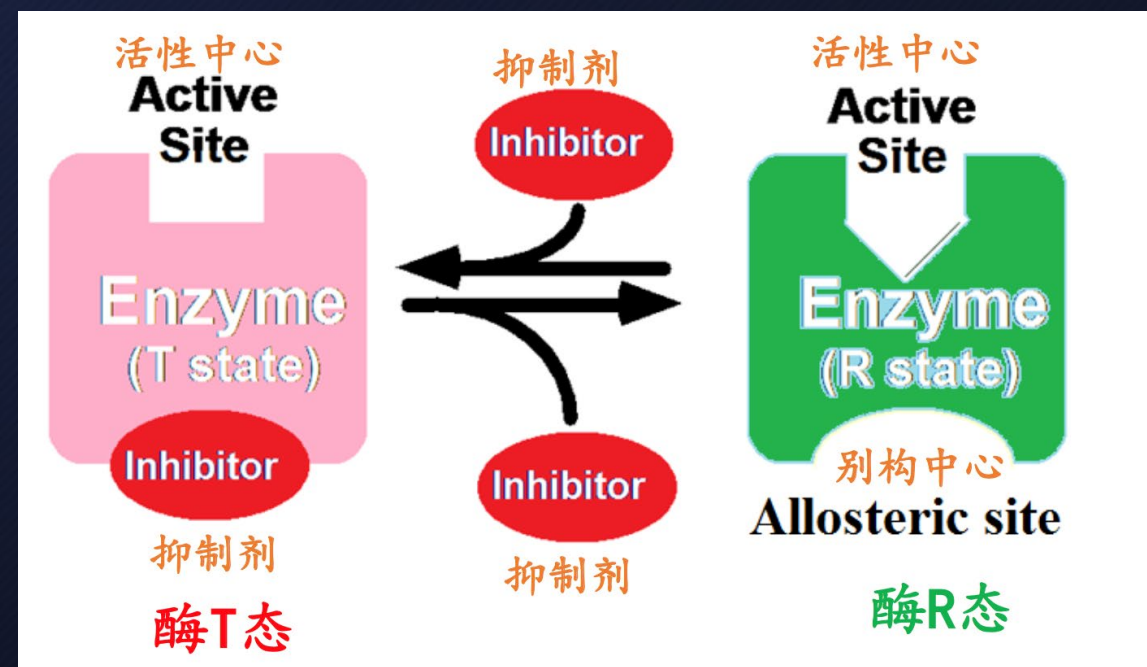 活性中心
Active
Site
Enzyme
(T state)
Inhibitor
抑制剂
酶T态
抑制剂
Inhibitor
Inhibitor
抑制剂
活性中心
Active
Site
Enzyme
(R state)
别构中心
Allosteric site
酶R态